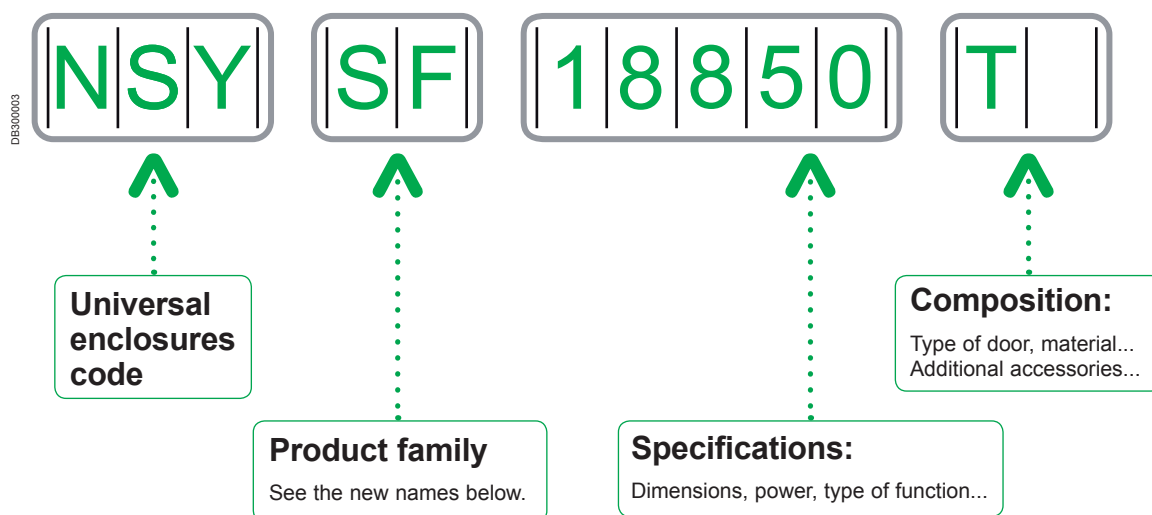 NSY SF 18850 T
DB300003
Universal
enclosures
code
Composition:
Type of door, material...
Additional accessories...
Product family
See the new names below.
Specifications:
Dimensions, power, type of function...